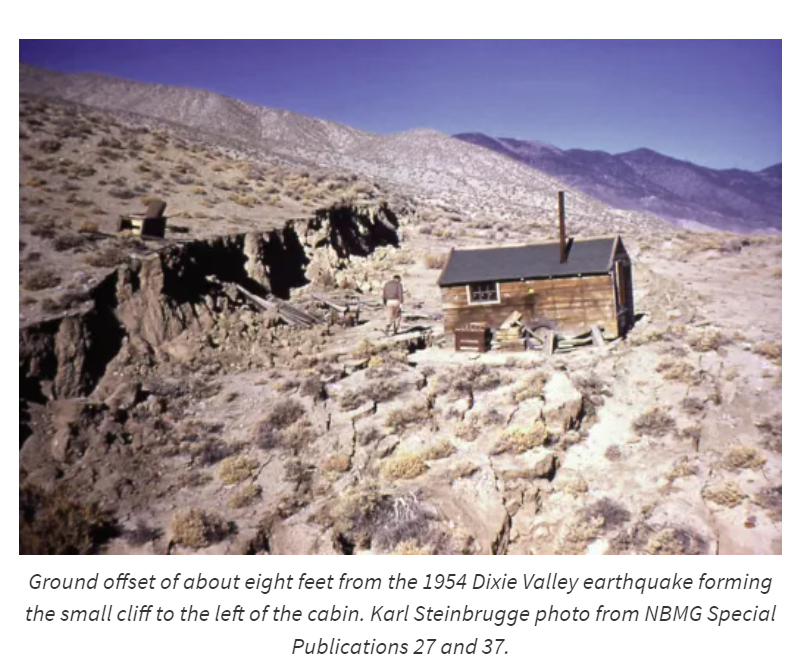 Ground offset of about eight feet from the 1954 Dixie Valley earthquake forming
the small cliff to the left of the cabin. Karl Steinbrugge photo from NBMG Special
Publications 27 and 37.